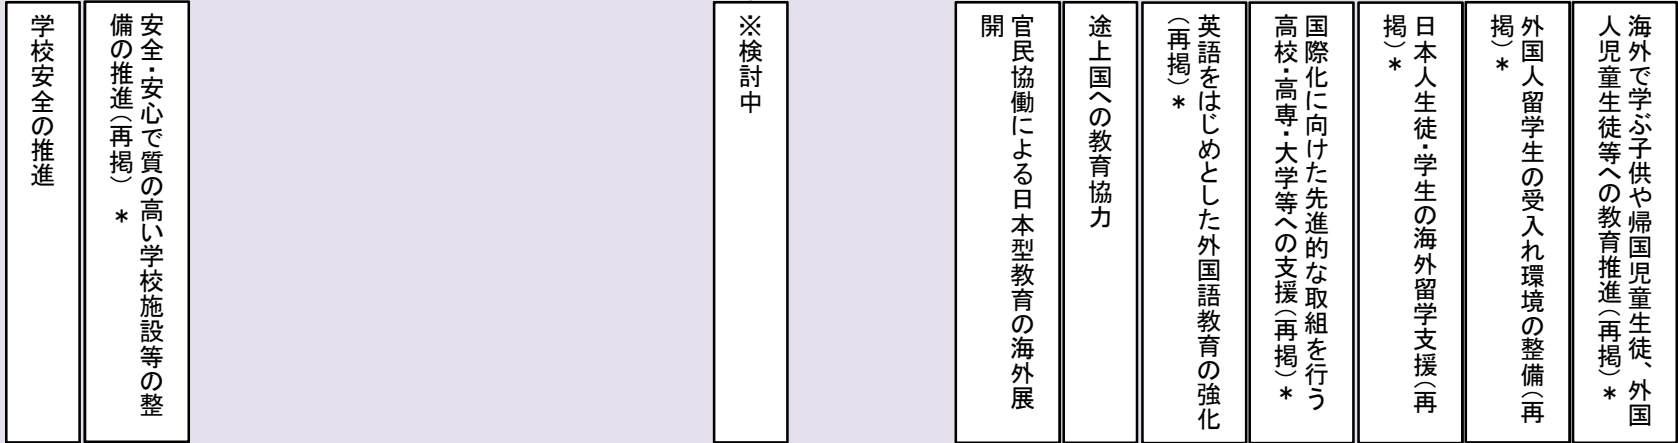 海外で学ぶ子供や帰国児童生徒、外国
人児童生徒等への教育推進（再掲）＊
外国人留学生の受入れ環境の整備（再
掲）＊
日本人生徒・学生の海外留学支援（再
掲）＊
国際化に向けた先進的な取組を行う
高校・高専・大学等への支援（再掲）＊
英語をはじめとした外国語教育の強化
（再掲）＊
途上国への教育協力
官民協働による日本型教育の海外展
開
※検討中
安全・安心で質の高い学校施設等の整
備の推進（再掲）　＊
学校安全の推進